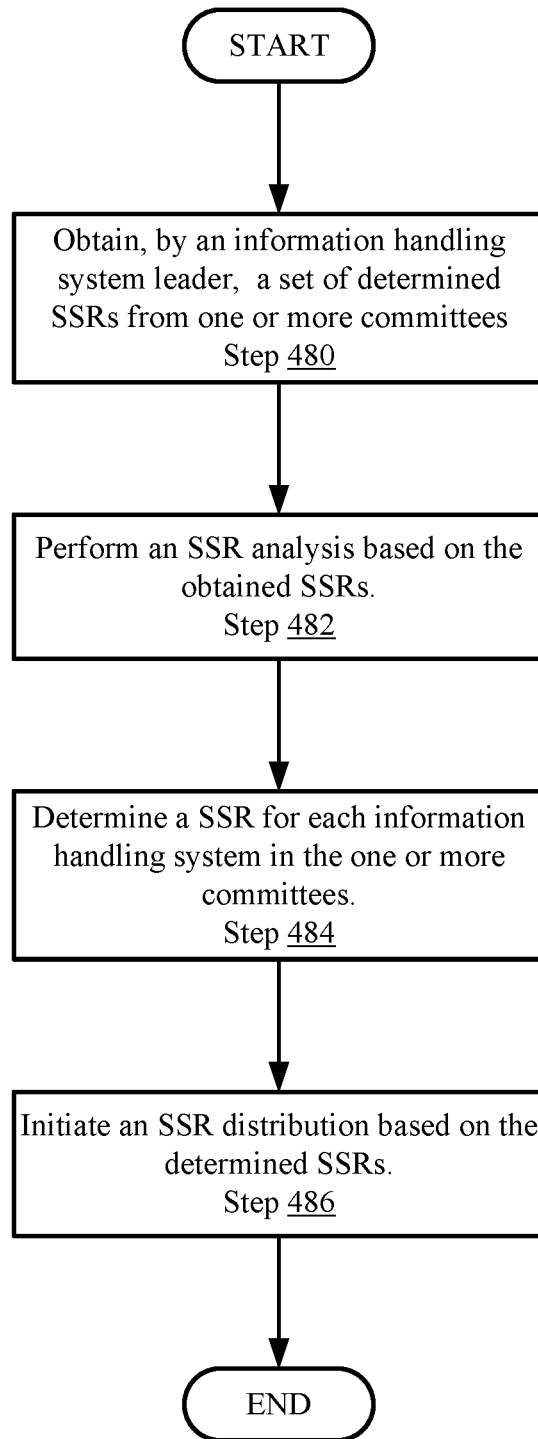 START
Obtain, by an information handling
system leader,  a set of determined
SSRs from one or more committees
Step 480
Perform an SSR analysis based on the
obtained SSRs.
Step 482
Determine a SSR for each information
handling system in the one or more
committees.
Step 484
Initiate an SSR distribution based on the
determined SSRs.
Step 486
END